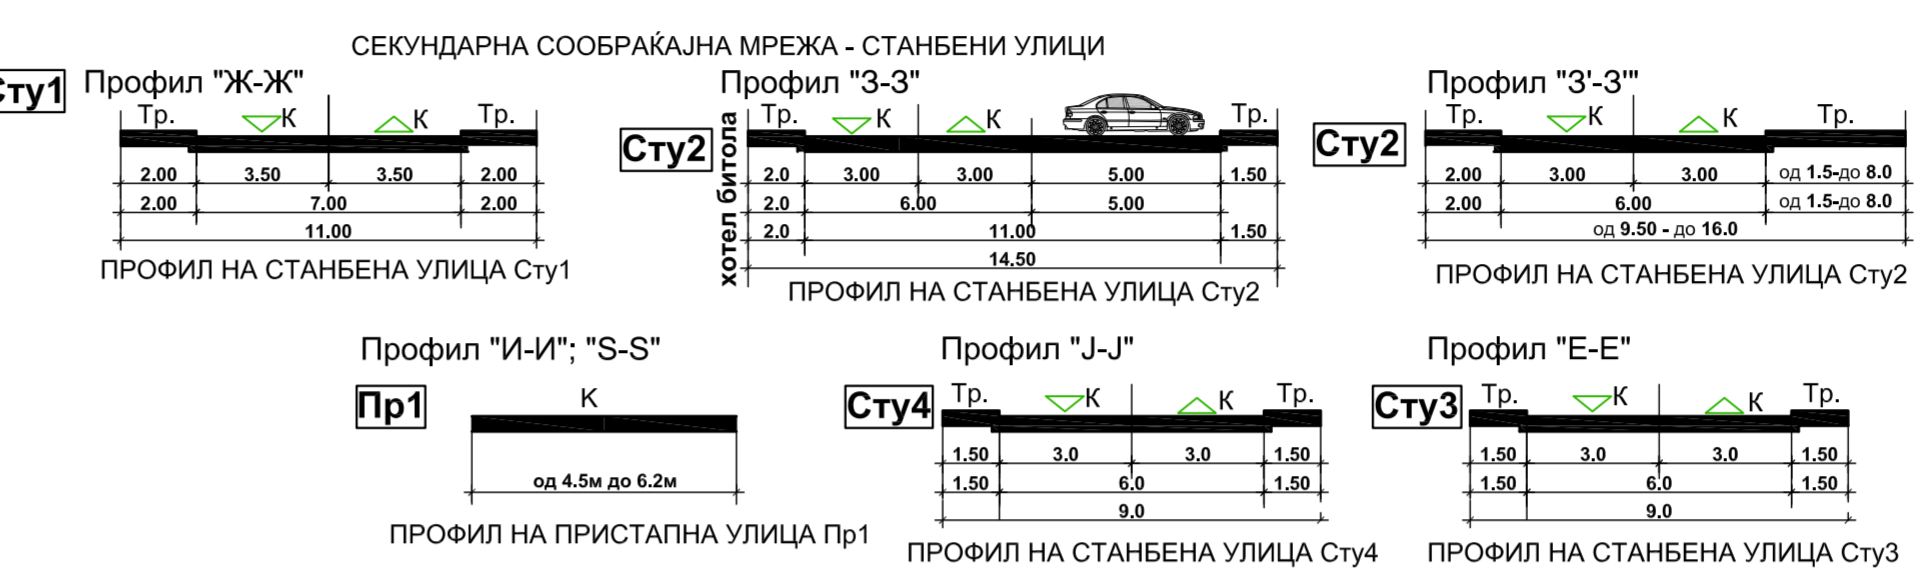 СЕКУНДАРНА СООБРАЌАЈНА МРЕЖА - СТАНБЕНИ УЛИЦИ
Сту1
Профил "Ж-Ж"
Тр. К К Тр.
2.00 3.50 3.50 2.00
2.00 7.00 2.00
11.00
ПРОФИЛ НА СТАНБЕНА УЛИЦА Сту1
Профил "З-З"
Сту2
хотел битола
Тр. К К Тр.
2.0 3.00 3.00 5.00 1.50
2.0 6.00 5.00
2.0 11.00 1.50
14.50
ПРОФИЛ НА СТАНБЕНА УЛИЦА Сту2
Профил "З'-З'"
Сту2
Тр. К К Тр.
2.00 3.00 3.00 од 1.5-до 8.0
2.00 6.00 од 1.5-до 8.0
од 9.50 - до 16.0
ПРОФИЛ НА СТАНБЕНА УЛИЦА Сту2
Профил "И-И"; "S-S"
Пр1
К
од 4.5м до 6.2м
ПРОФИЛ НА ПРИСТАПНА УЛИЦА Пр1
Профил "Ј-Ј"
Сту4
Тр. К К Тр.
1.50 3.0 3.0 1.50
1.50 6.0 1.50
9.0
ПРОФИЛ НА СТАНБЕНА УЛИЦА Сту4
Профил "Е-Е"
Сту3
Тр. К К Тр.
1.50 3.0 3.0 1.50
1.50 6.0 1.50
9.0
ПРОФИЛ НА СТАНБЕНА УЛИЦА Сту3